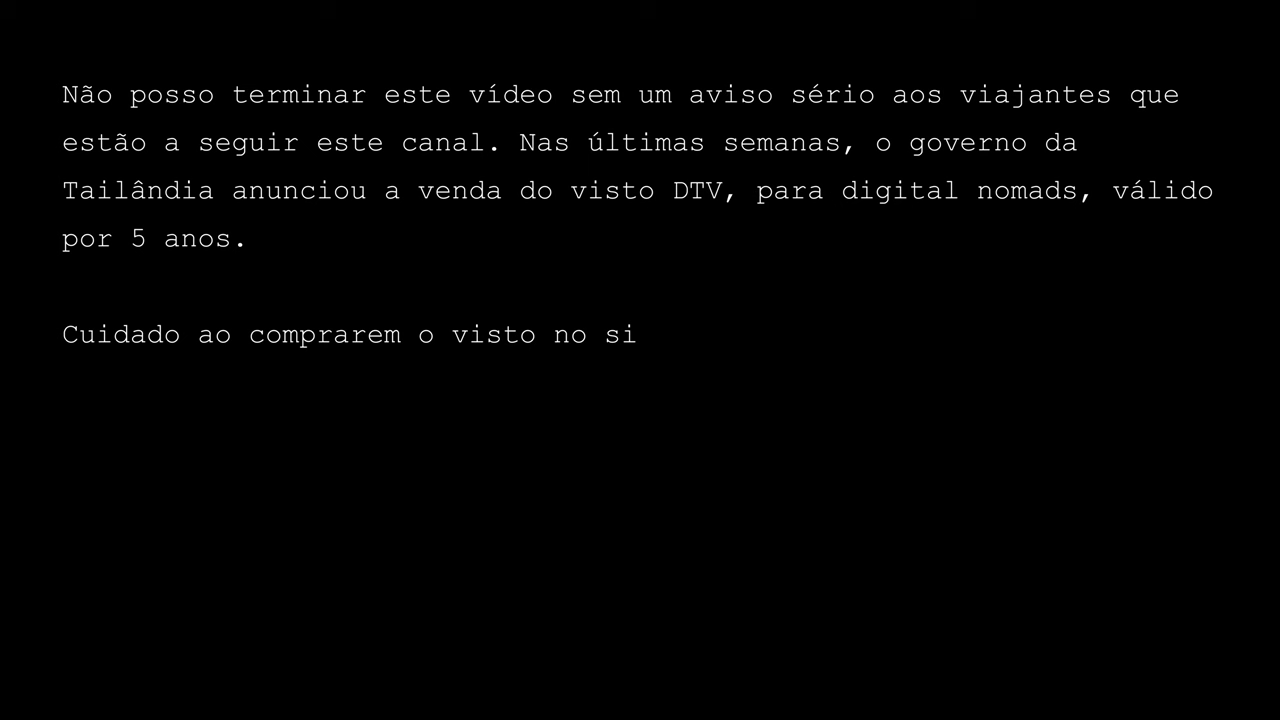 Não posso terminar este vídeo sem um aviso sério aos viajantes que
estão a seguir este canal. Nas últimas semanas, o governo da
Tailândia anunciou a venda do visto DTV, para digital nomads, válido
por 5 anos.
Cuidado ao comprarem o visto no si